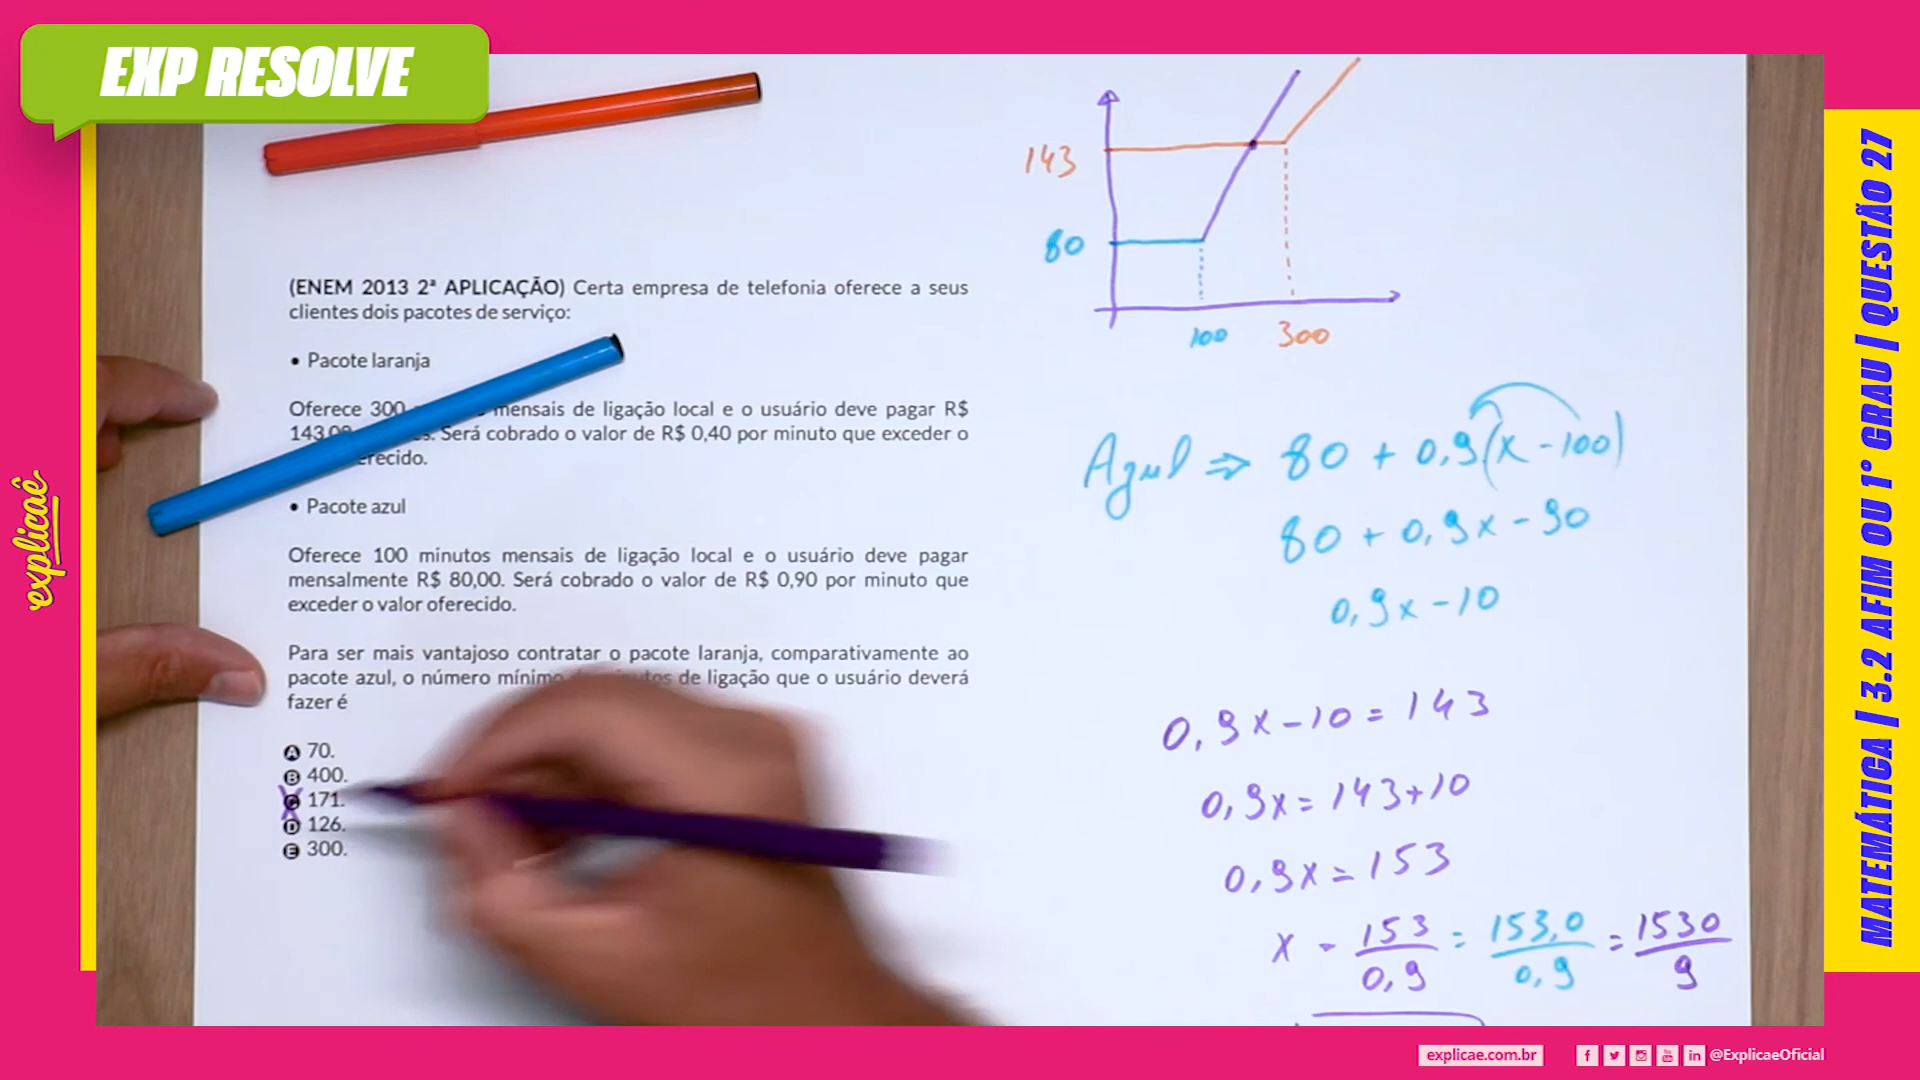 EXP RESOLVE
(ENEM 2013 2ª APLICAÇÃO) Certa empresa de telefonia oferece a seus
clientes dois pacotes de serviço:
• Pacote laranja
Oferece 300 mensais de ligação local e o usuário deve pagar R$
143,00 Será cobrado o valor de R$ 0,40 por minuto que exceder o
• Pacote azul
Oferece 100 minutos mensais de ligação local e o usuário deve pagar
mensalmente R$ 80,00. Será cobrado o valor de R$ 0,90 por minuto que
exceder o valor oferecido.
Para ser mais vantajoso contratar o pacote laranja, comparativamente ao
pacote azul, o número mínimo de ligação que o usuário deverá
fazer é
A 70.
B 400.
C 171.
D 126.
E 300.
143
80
100 300
Azul ⇒ 80 + 0,9(x - 100)
80 + 0,9x - 90
0,9x - 10
0,9x - 10 = 143
0,9x = 143 + 10
0,9x = 153
x = 153/0,9 = 153,0/0,9 = 1530/9
explicaê
MATEMÁTICA | 3.2 AFIM OU 1° GRAU | QUESTÃO 27
explicae.com.br
@ExplicaeOficial